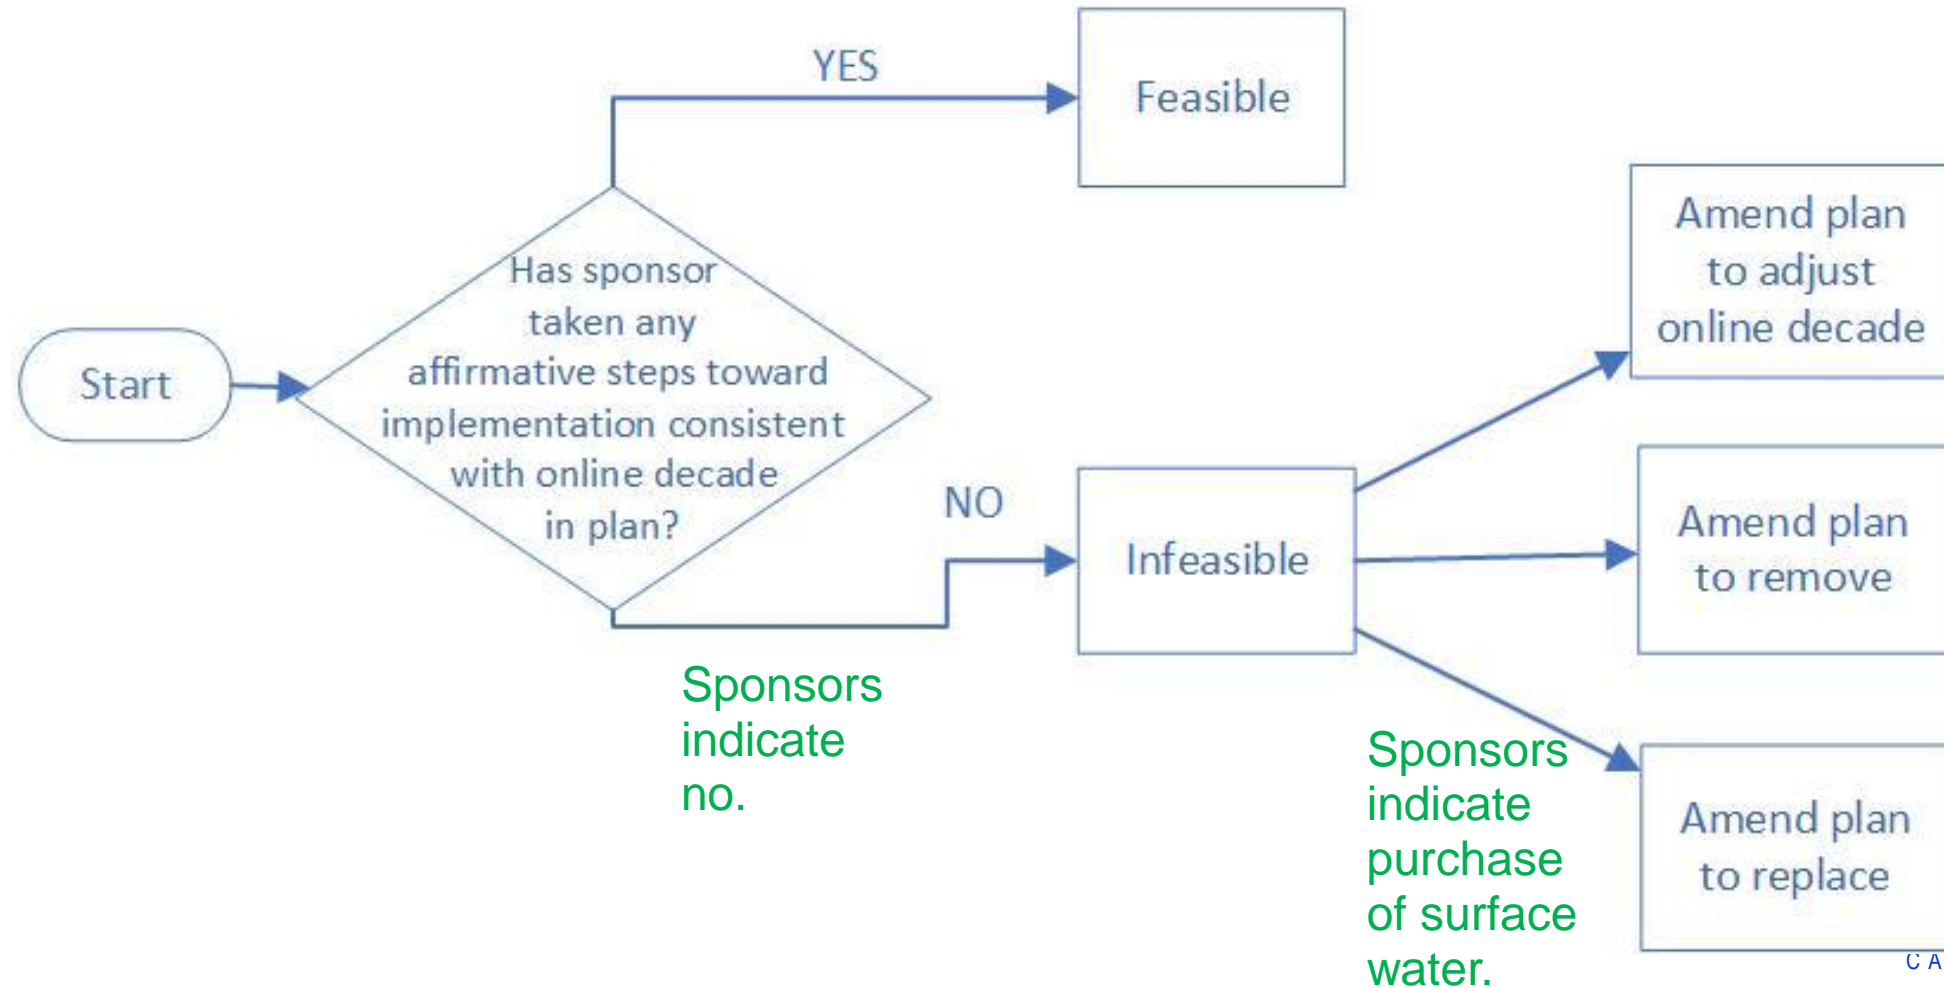 YES
Feasible
Start
Has sponsor
taken any
affirmative steps toward
implementation consistent
with online decade
in plan?
NO
Infeasible
Amend plan
to adjust
online decade
Amend plan
to remove
Amend plan
to replace
Sponsors
indicate
no.
Sponsors
indicate
purchase
of surface
water.
C A